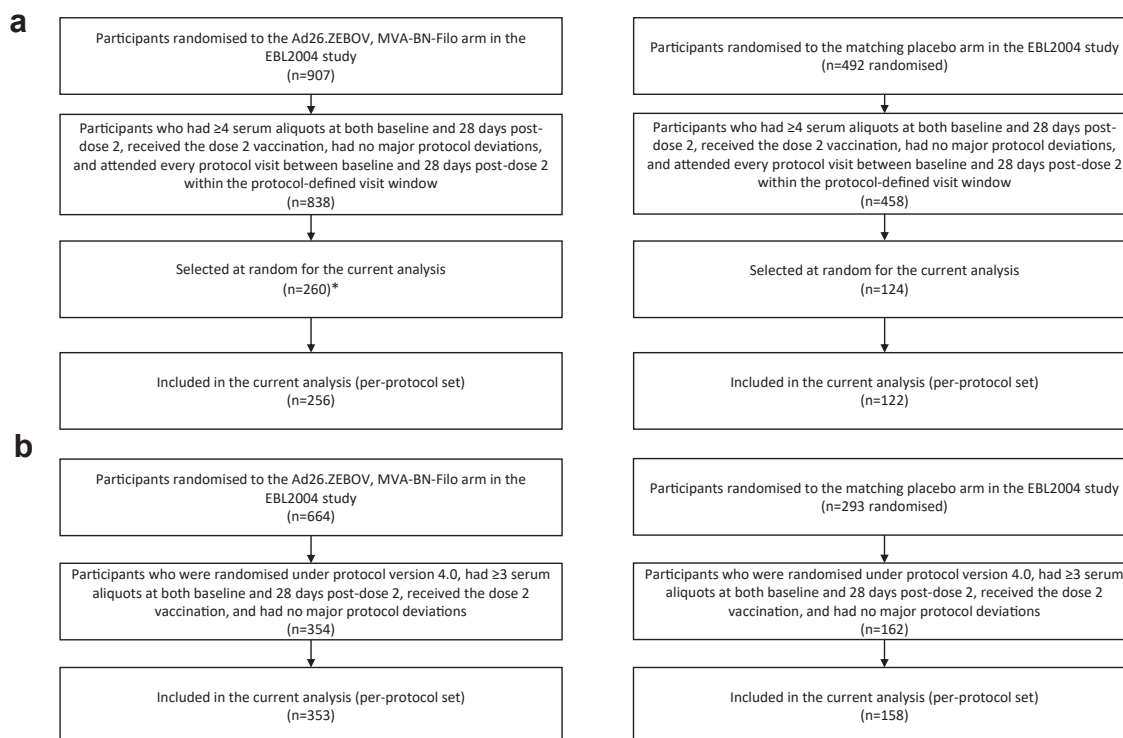 a
Participants randomised to the Ad26.ZEBOV, MVA-BN-Filo arm in the
EBL2004 study
(n=907)
Participants randomised to the matching placebo arm in the EBL2004 study
(n=492 randomised)
Participants who had ≥4 serum aliquots at both baseline and 28 days post-
dose 2, received the dose 2 vaccination, had no major protocol deviations,
and attended every protocol visit between baseline and 28 days post-dose 2
within the protocol-defined visit window
(n=838)
Participants who had ≥4 serum aliquots at both baseline and 28 days post-
dose 2, received the dose 2 vaccination, had no major protocol deviations,
and attended every protocol visit between baseline and 28 days post-dose 2
within the protocol-defined visit window
(n=458)
Selected at random for the current analysis
(n=260)*
Selected at random for the current analysis
(n=124)
Included in the current analysis (per-protocol set)
(n=256)
Included in the current analysis (per-protocol set)
(n=122)
b
Participants randomised to the Ad26.ZEBOV, MVA-BN-Filo arm in the
EBL2004 study
(n=664)
Participants randomised to the matching placebo arm in the EBL2004 study
(n=293 randomised)
Participants who were randomised under protocol version 4.0, had ≥3 serum
aliquots at both baseline and 28 days post-dose 2, received the dose 2
vaccination, and had no major protocol deviations
(n=354)
Participants who were randomised under protocol version 4.0, had ≥3 serum
aliquots at both baseline and 28 days post-dose 2, received the dose 2
vaccination, and had no major protocol deviations
(n=162)
Included in the current analysis (per-protocol set)
(n=353)
Included in the current analysis (per-protocol set)
(n=158)